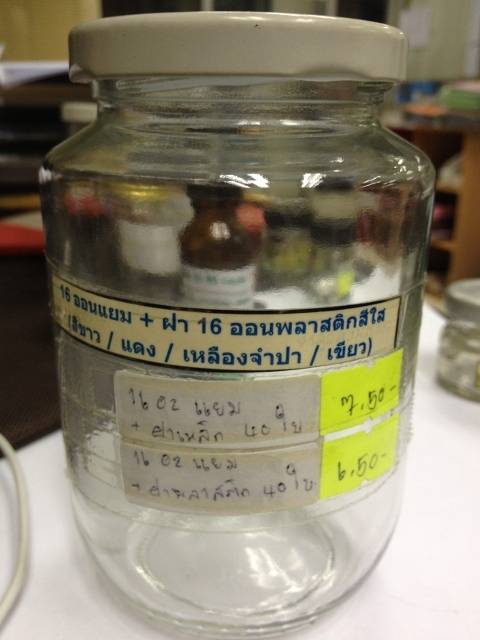 16 ออนแยม + ฝา 16 ออนพลาสติกสีใส
(สีขาว / แดง / เหลืองจำปา / เขียว)
16 oz แยม
+ ฝาเหล็ก 40 ใบ
7.50-
16 oz แยม
+ ฝาพลาสติก 40 ใบ
6.50-